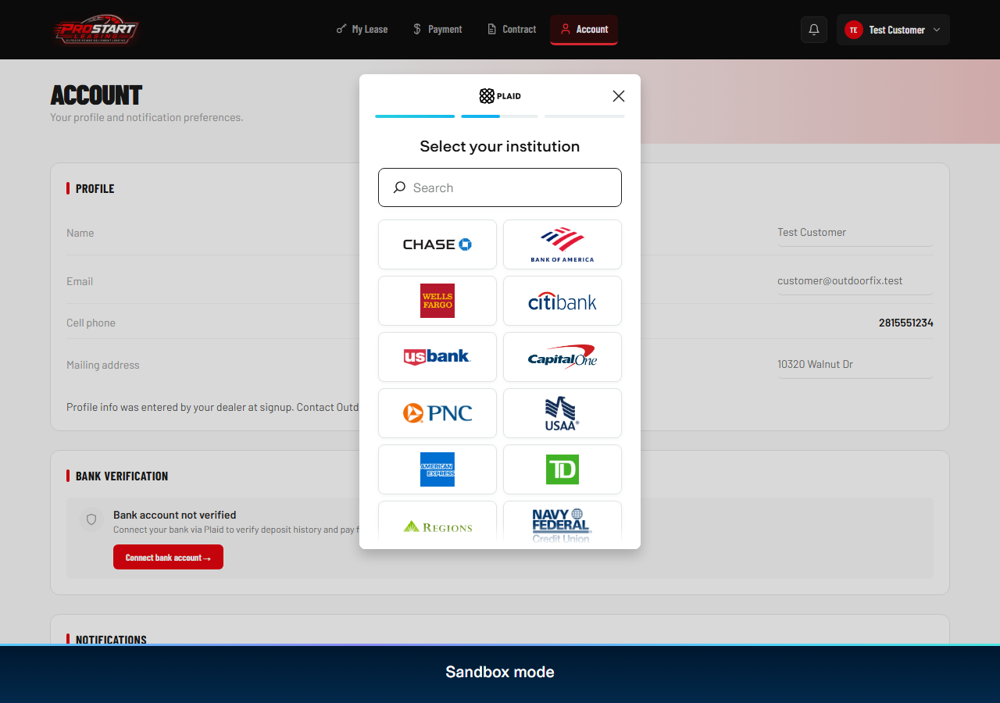 PROSTART
LEASING
My Lease
Payment
Contract
Account
TE
Test Customer
ACCOUNT
Your profile and notification preferences.
PLAID
Select your institution
Search
CHASE
BANK OF AMERICA
WELLS
FARGO
citibank
usbank
Capital One
PNC
USAA
AMERICAN
EXPRESS
TD
REGIONS
NAVY
FEDERAL
Credit Union
PROFILE
Name
Test Customer
Email
customer@outdoorfix.test
Cell phone
2815551234
Mailing address
10320 Walnut Dr
Profile info was entered by your dealer at signup. Contact Outd
BANK VERIFICATION
Bank account not verified
Connect your bank via Plaid to verify deposit history and pay f
Connect bank account→
NOTIFICATIONS
Sandbox mode